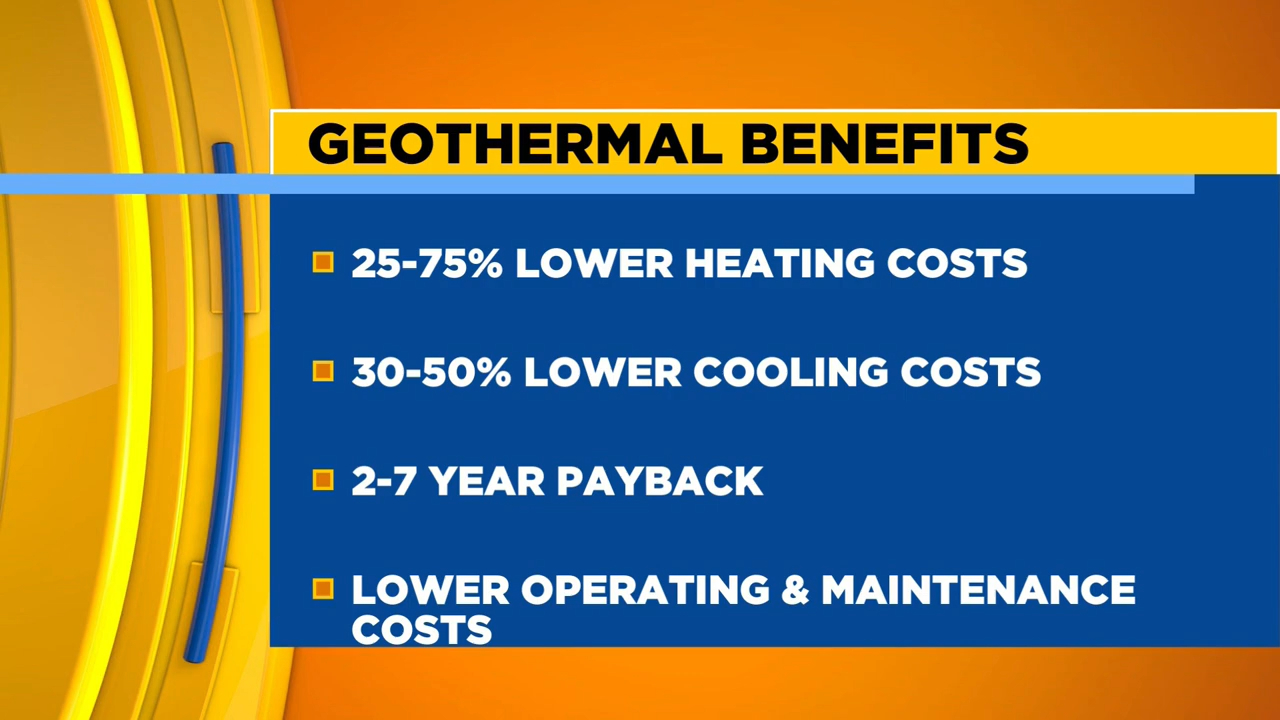 GEOTHERMAL BENEFITS
25-75% LOWER HEATING COSTS
30-50% LOWER COOLING COSTS
2-7 YEAR PAYBACK
LOWER OPERATING & MAINTENANCE
COSTS